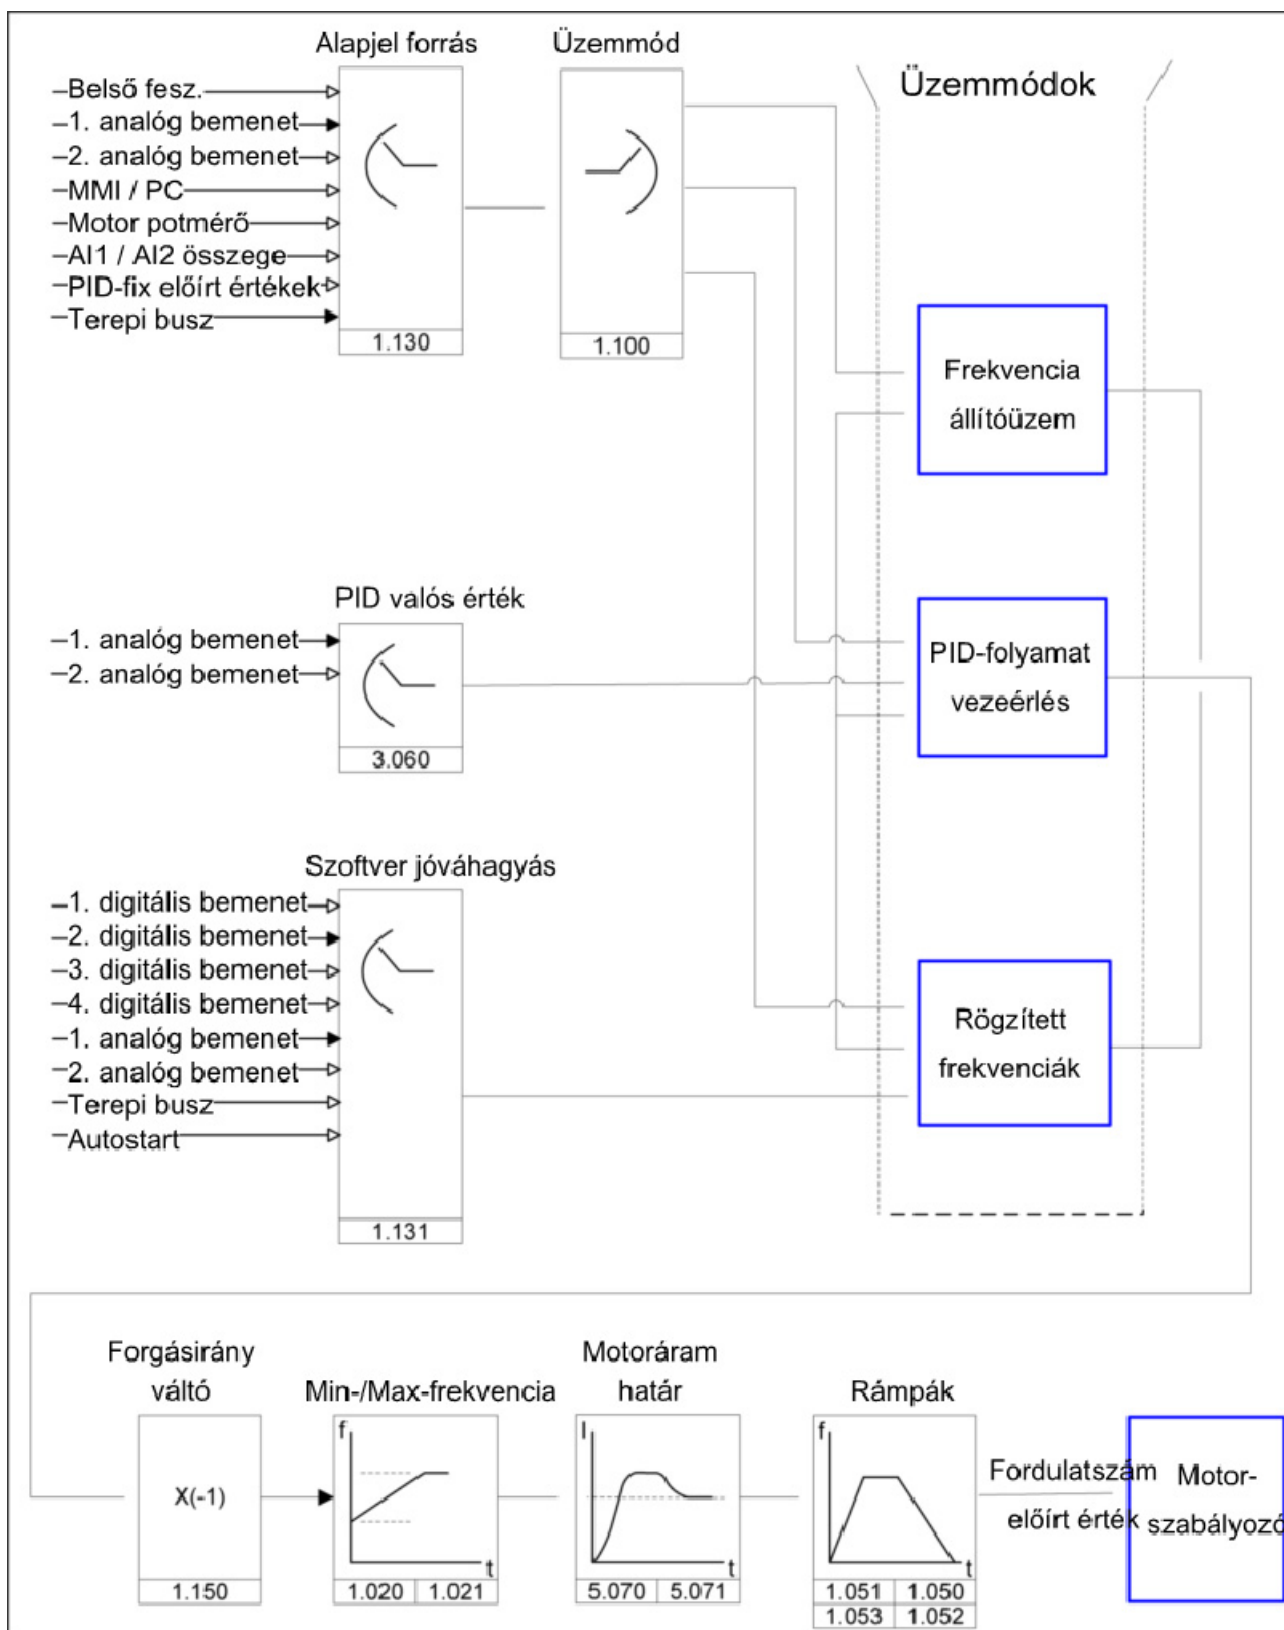 Alapjel forrás
Üzemmód
Üzemmódok
Belső fesz.
1. analóg bemenet
2. analóg bemenet
MMI / PC
Motor potmérő
AI1 / AI2 összege
PID-fix előírt értékek
Terepi busz
1.130
1.100
Frekvencia
állítóüzem
PID valós érték
1. analóg bemenet
2. analóg bemenet
3.060
PID-folyamat
vezeérlés
Szoftver jóváhagyás
1. digitális bemenet
2. digitális bemenet
3. digitális bemenet
4. digitális bemenet
1. analóg bemenet
2. analóg bemenet
Terepi busz
Autostart
1.131
Rögzített
frekvenciák
Forgásirány
váltó
X(-1)
1.150
Min-/Max-frekvencia
f
t
1.020 1.021
Motoráram
határ
I
t
5.070 5.071
Rámpák
f
t
1.051 1.050
1.053 1.052
Fordulatszám
előírt érték
Motor-
szabályozó